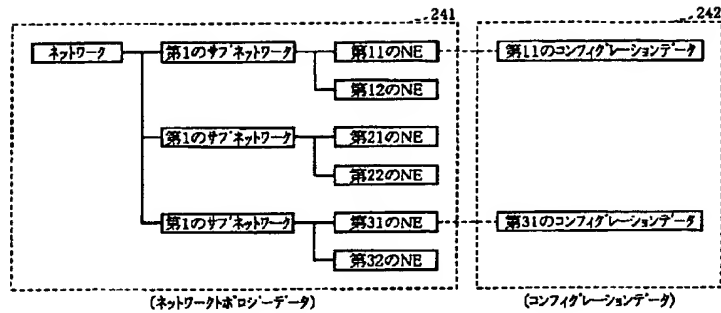 241
242
ネットワーク
第1のサブネットワーク
第11のNE
第11のコンフィグレーションデータ
第12のNE
第1のサブネットワーク
第21のNE
第22のNE
第1のサブネットワーク
第31のNE
第31のコンフィグレーションデータ
第32のNE
(ネットワークトポロジーデータ)
(コンフィグレーションデータ)